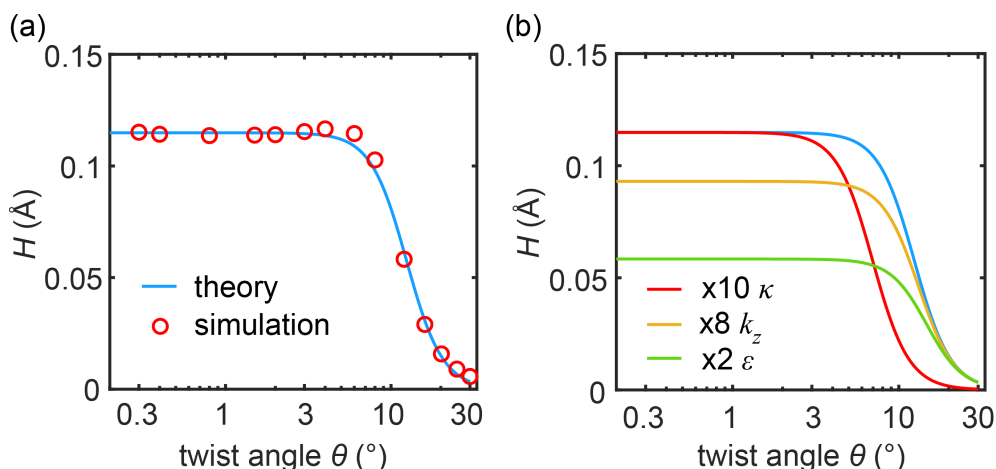 (a)
0.15
0.1
0.05
0
H (Å)
theory
simulation
0.3 1 3 10 30
twist angle θ (°)
(b)
0.15
0.1
0.05
0
H (Å)
x10 κ
x8 k_z
x2 ε
0.3 1 3 10 30
twist angle θ (°)